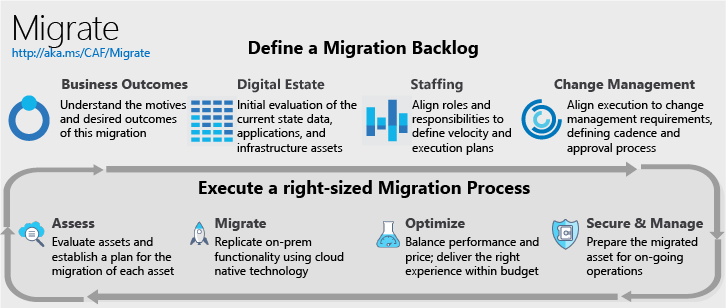 Migrate
http://aka.ms/CAF/Migrate
Define a Migration Backlog
Business Outcomes
Understand the motives
and desired outcomes
of this migration
Digital Estate
Initial evaluation of the
current state data,
applications, and
infrastructure assets
Staffing
Align roles and
responsibilities to
define velocity and
execution plans
Change Management
Align execution to change
management requirements,
defining cadence and
approval process
Execute a right-sized Migration Process
Assess
Evaluate assets and
establish a plan for the
migration of each asset
Migrate
Replicate on-prem
functionality using cloud
native technology
Optimize
Balance performance and
price; deliver the right
experience within budget
Secure & Manage
Prepare the migrated
asset for on-going
operations